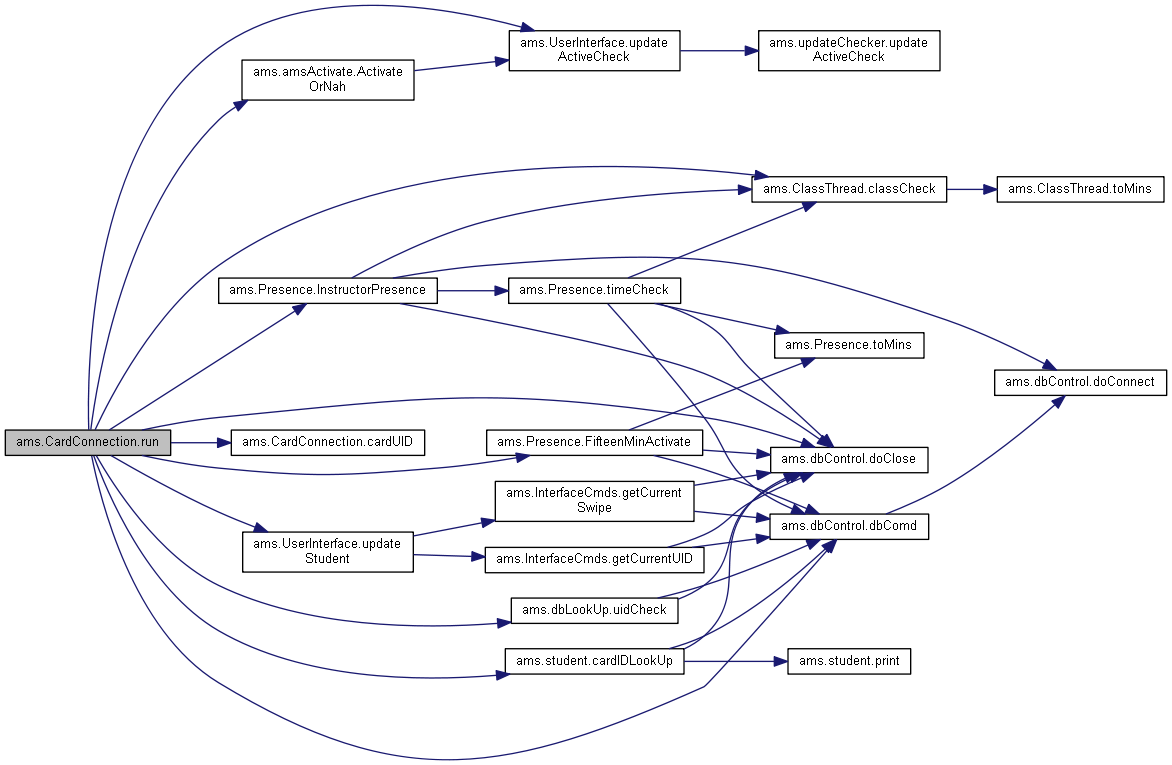 ams.UserInterface.update
ActiveCheck
ams.updateChecker.update
ActiveCheck
ams.amsActivate.Activate
OrNah
ams.ClassThread.classCheck
ams.ClassThread.toMins
ams.Presence.InstructorPresence
ams.Presence.timeCheck
ams.Presence.toMins
ams.dbControl.doConnect
ams.CardConnection.run
ams.CardConnection.cardUID
ams.Presence.FifteenMinActivate
ams.dbControl.doClose
ams.InterfaceCmds.getCurrent
Swipe
ams.dbControl.dbComd
ams.UserInterface.update
Student
ams.InterfaceCmds.getCurrentUID
ams.dbLookUp.uidCheck
ams.student.cardIDLookUp
ams.student.print